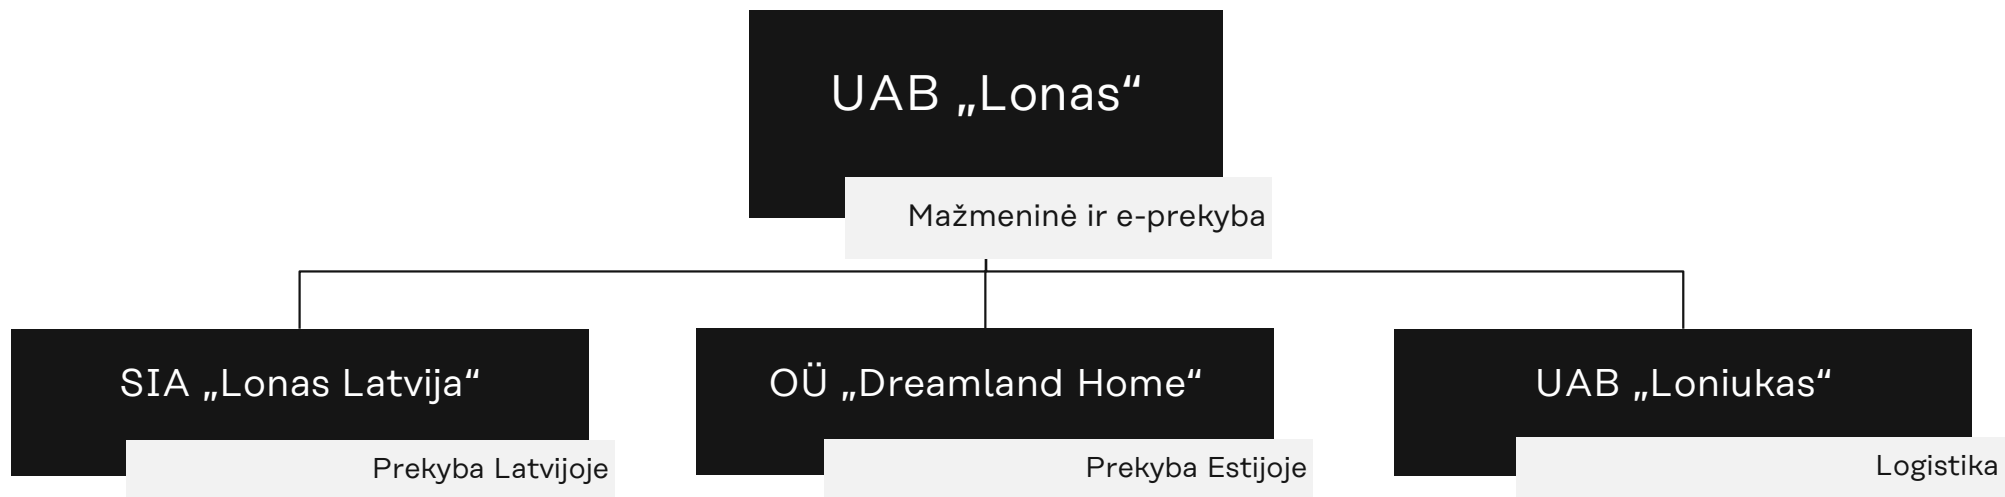 UAB „Lonas“
Mažmeninė ir e-prekyba
SIA „Lonas Latvija“
Prekyba Latvijoje
OÜ „Dreamland Home“
Prekyba Estijoje
UAB „Loniukas“
Logistika